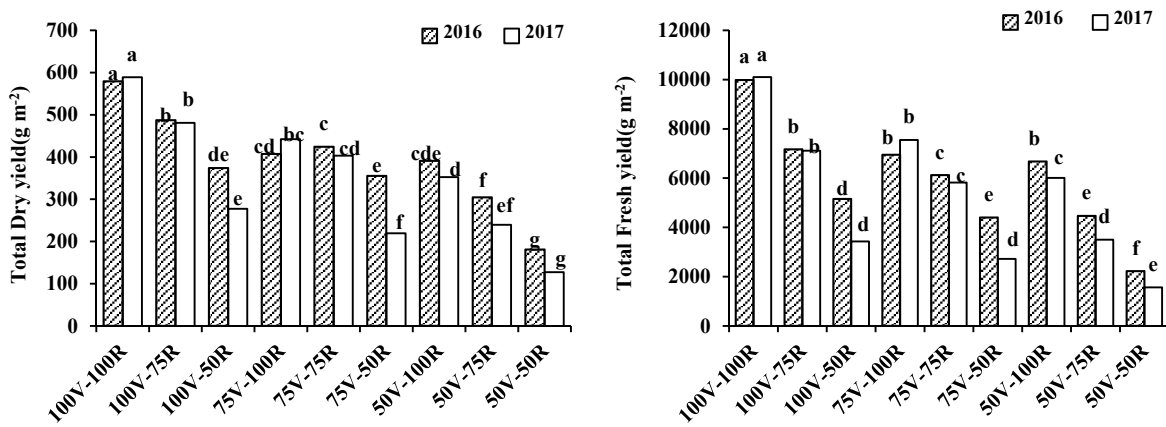 700
600
500
400
300
200
100
0
Total Dry yield(g m-2)
2016 2017
a a
b b
de e
cd bc
c cd
e f
cde d
f ef
g g
100V-100R
100V-75R
100V-50R
75V-100R
75V-75R
75V-50R
50V-100R
50V-75R
50V-50R
12000
10000
8000
6000
4000
2000
0
Total Fresh yield(g m-2)
2016 2017
a a
b b
d d
b b
c c
e d
b c
e d
f e
100V-100R
100V-75R
100V-50R
75V-100R
75V-75R
75V-50R
50V-100R
50V-75R
50V-50R